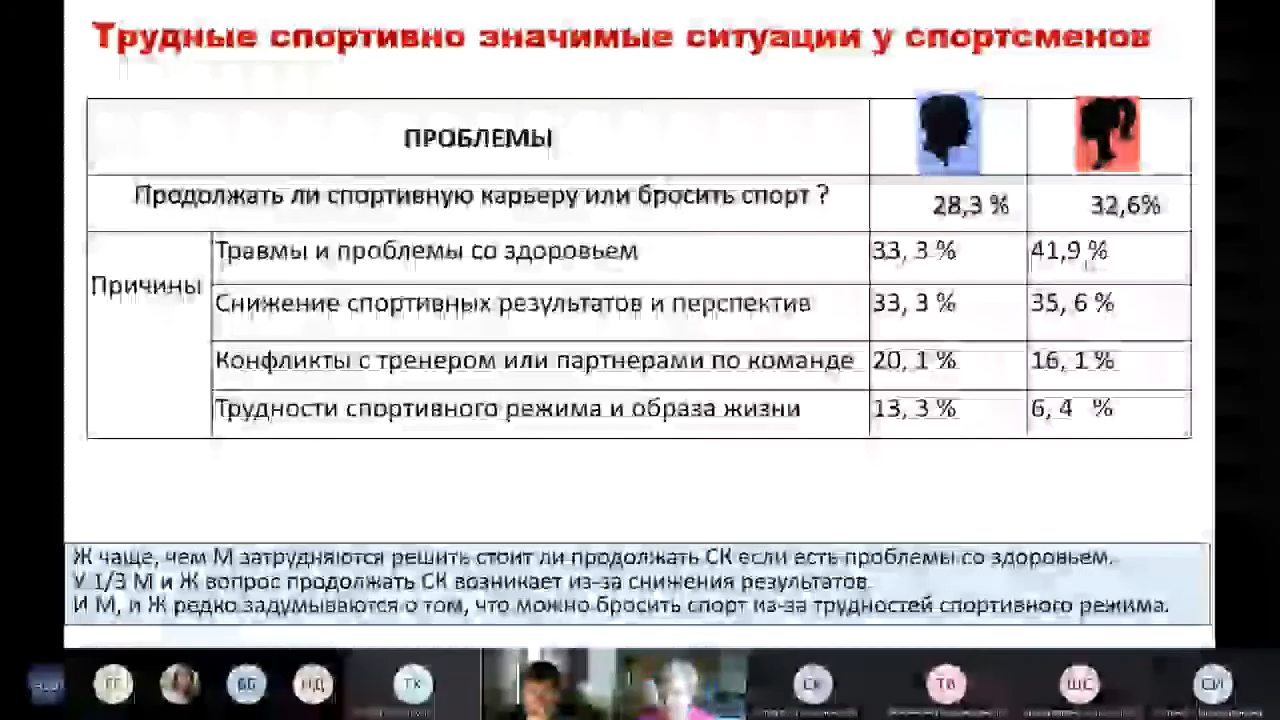 Трудные спортивно значимые ситуации у спортсменов
ПРОБЛЕМЫ
Продолжать ли спортивную карьеру или бросить спорт ? 28,3 % 32,6%
Причины
Травмы и проблемы со здоровьем 33, 3 % 41,9 %
Снижение спортивных результатов и перспектив 33, 3 % 35, 6 %
Конфликты с тренером или партнерами по команде 20, 1 % 16, 1 %
Трудности спортивного режима и образа жизни 13, 3 % 6, 4 %
Ж чаще, чем М затрудняются решить стоит ли продолжать СК если есть проблемы со здоровьем.
У 1/3 М и Ж вопрос продолжать СК возникает из-за снижения результатов.
И М, и Ж редко задумываются о том, что можно бросить спорт из-за трудностей спортивного режима.
ББ НД ТК СК ТВ ШС СИ